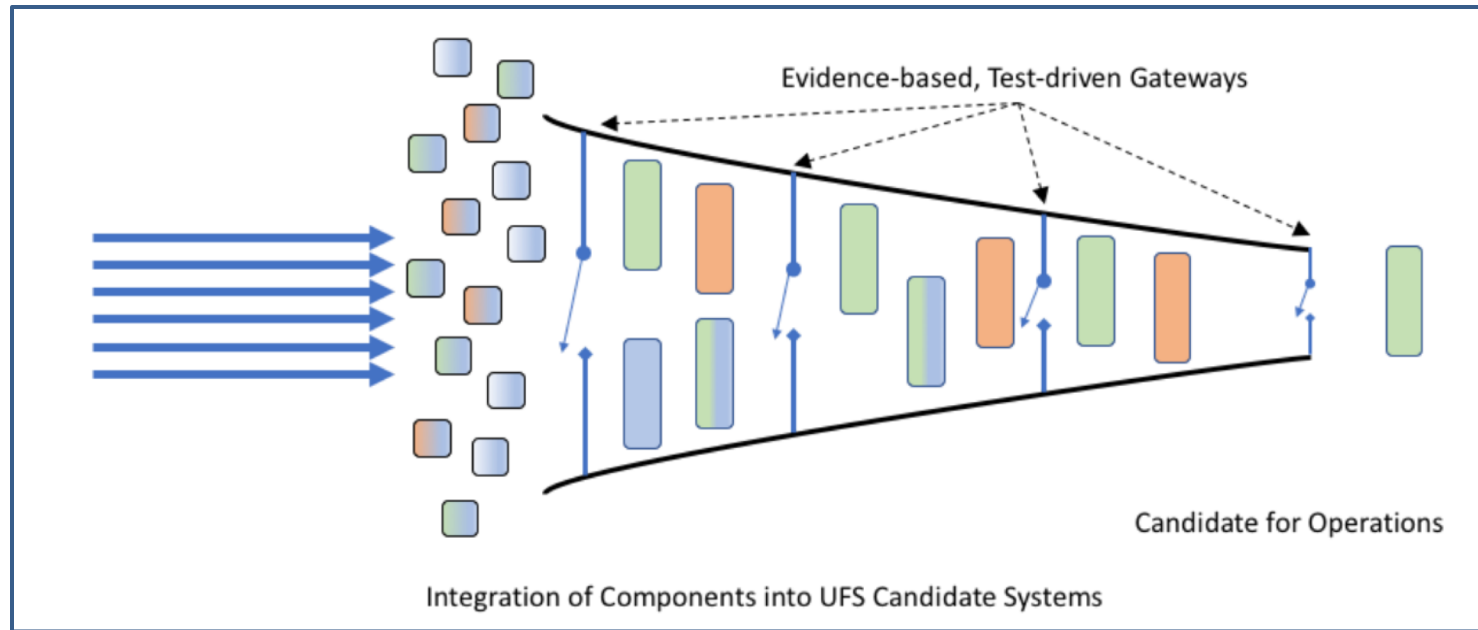 Evidence-based, Test-driven Gateways
Candidate for Operations
Integration of Components into UFS Candidate Systems